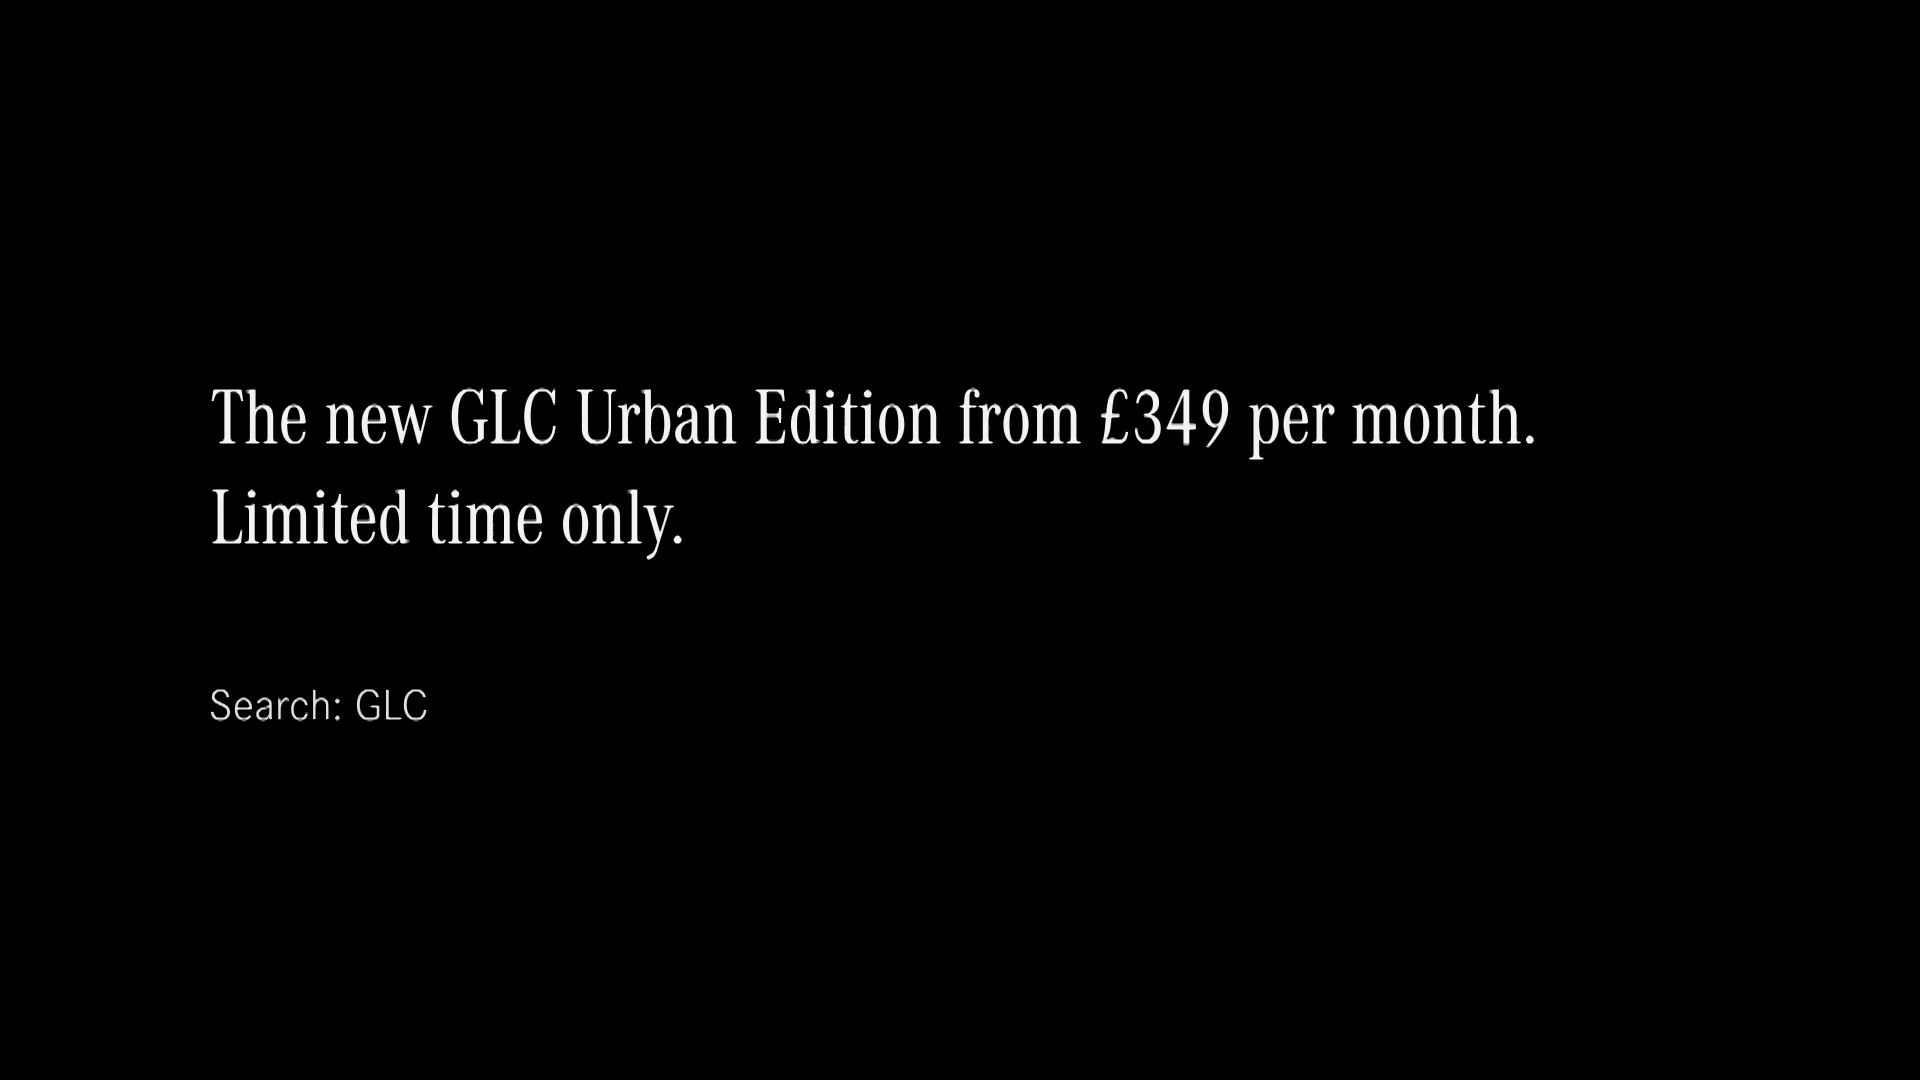 The new GLC Urban Edition from £349 per month.
Limited time only.
Search: GLC